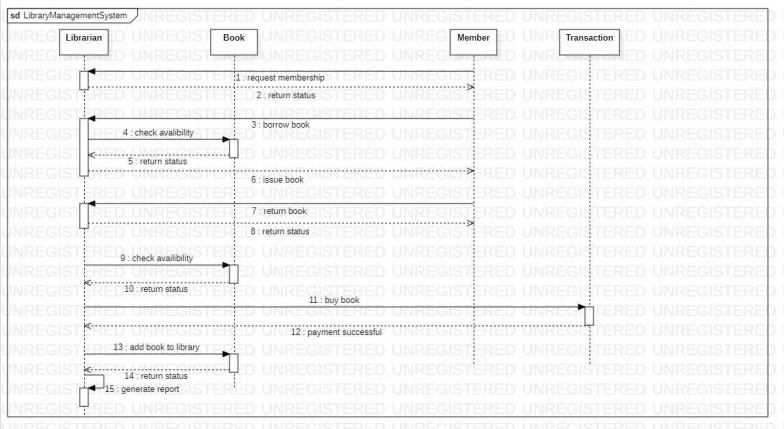 sd LibraryManagementSystem
Librarian
Book
Member
Transaction
1 : request membership
2 : return status
3 : borrow book
4 : check avalibility
5 : return status
6 : issue book
7 : return book
8 : return status
9 : check availibility
10 : return status
11 : buy book
12 : payment successful
13 : add book to library
14 : return status
15 : generate report
UNREGISTERED UNREGISTERED UNREGISTERED UNREGISTERED UNREGISTERED